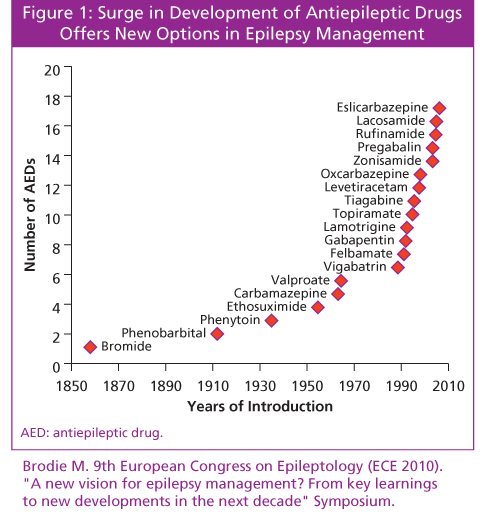 Figure 1: Surge in Development of Antiepileptic Drugs
Offers New Options in Epilepsy Management
Number of AEDs
20
18
16
14
12
10
8
6
4
2
0
Eslicarbazepine
Lacosamide
Rufinamide
Pregabalin
Zonisamide
Oxcarbazepine
Levetiracetam
Tiagabine
Topiramate
Lamotrigine
Gabapentin
Felbamate
Vigabatrin
Valproate
Carbamazepine
Ethosuximide
Phenytoin
Phenobarbital
Bromide
1850 1870 1890 1910 1930 1950 1970 1990 2010
Years of Introduction
AED: antiepileptic drug.
Brodie M. 9th European Congress on Epileptology (ECE 2010).
"A new vision for epilepsy management? From key learnings
to new developments in the next decade" Symposium.